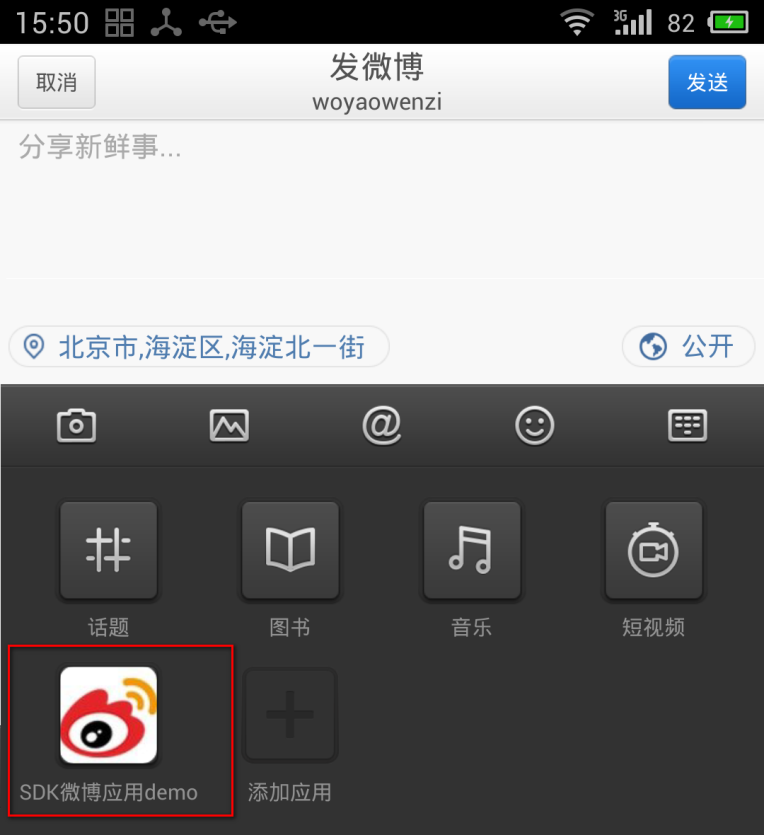 15:50 3G 82
取消 发微博 发送
woyaowenzi
分享新鲜事...
北京市,海淀区,海淀北一街 公开
话题 图书 音乐 短视频
SDK微博应用demo 添加应用